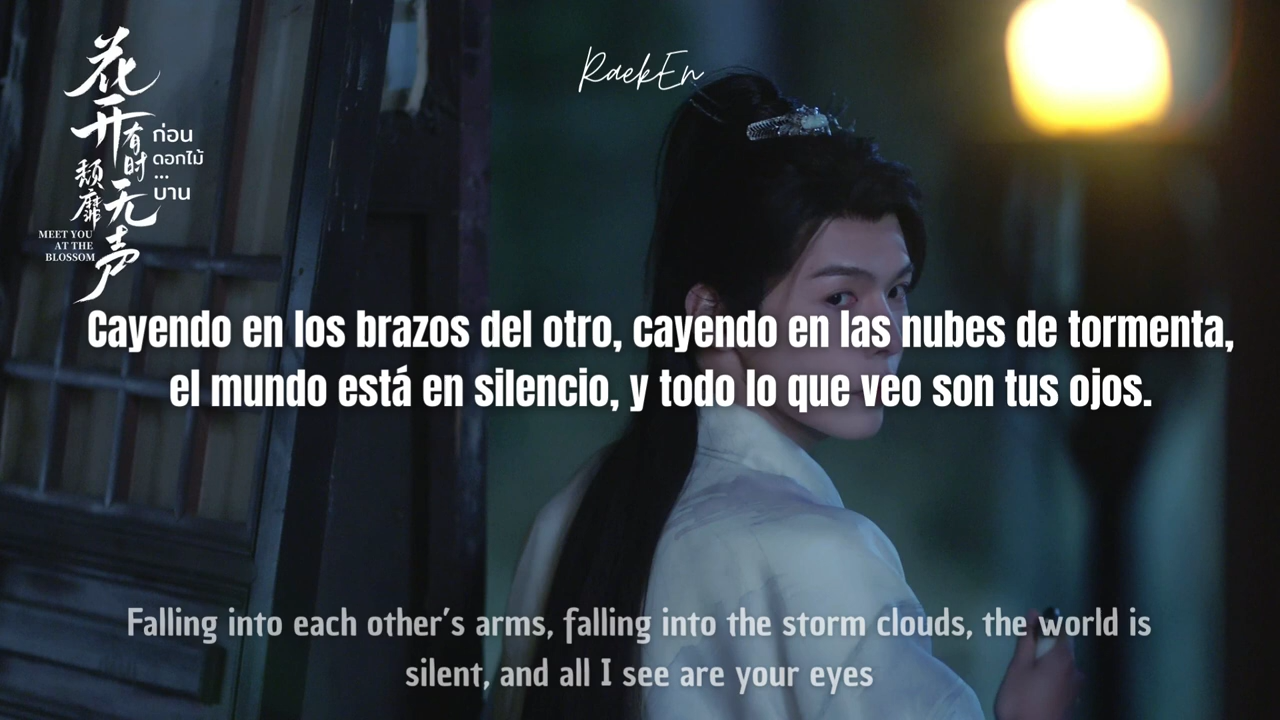 花开有时颓靡无声
ก่อน
ดอกไม้
...
บาน
MEET YOU
AT THE
BLOSSOM
RaekEn
Cayendo en los brazos del otro, cayendo en las nubes de tormenta,
el mundo está en silencio, y todo lo que veo son tus ojos.
Falling into each other's arms, falling into the storm clouds, the world is
silent, and all I see are your eyes